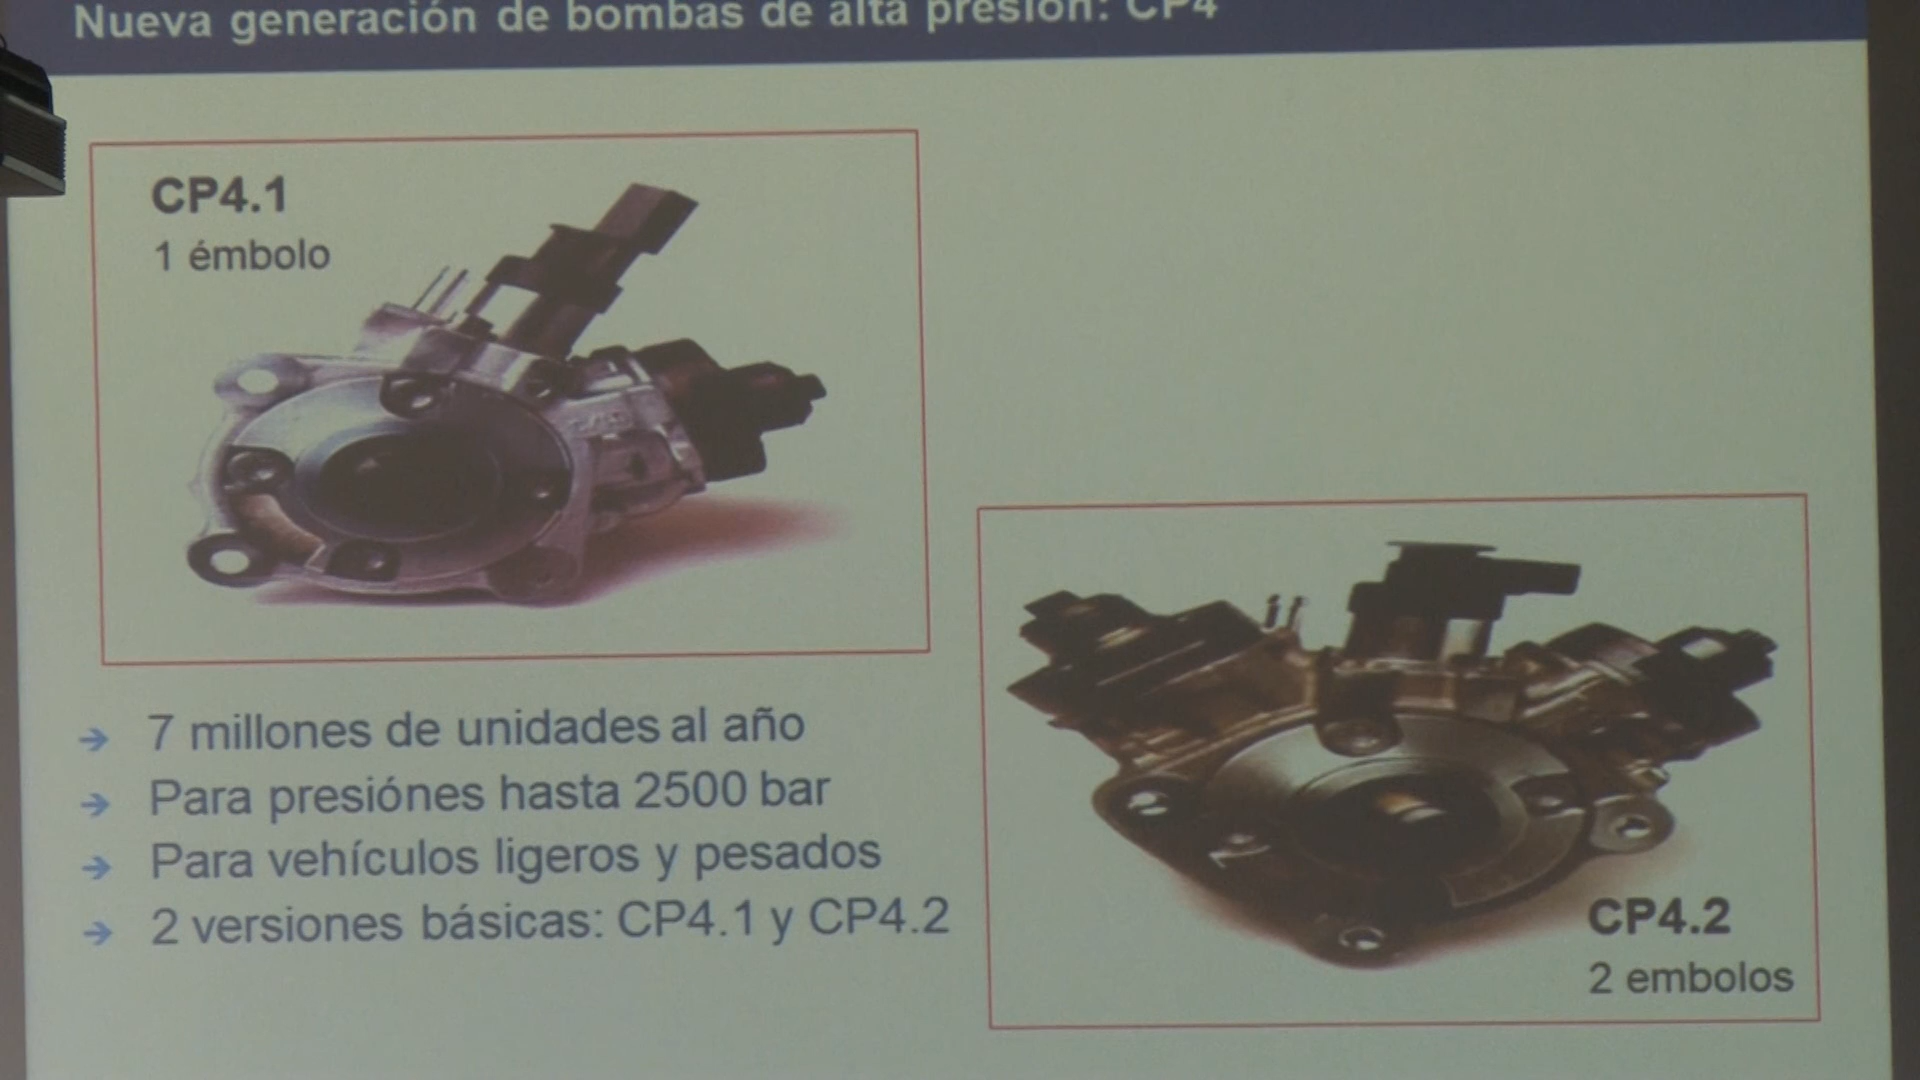 Nueva generación de bombas de alta presión: CP4
CP4.1
1 émbolo
7 millones de unidades al año
Para presiónes hasta 2500 bar
Para vehículos ligeros y pesados
2 versiones básicas: CP4.1 y CP4.2
CP4.2
2 embolos